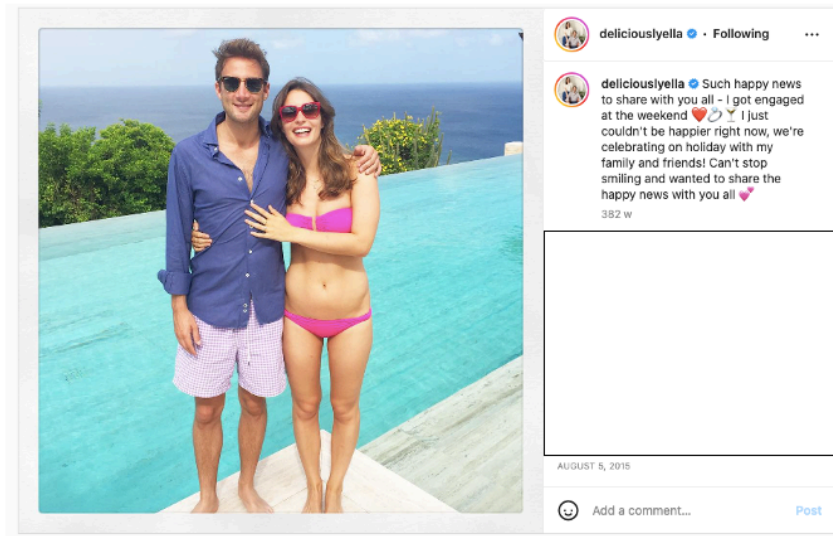 deliciouslyella • Following
deliciouslyella Such happy news
to share with you all - I got engaged
at the weekend ❤️💍🍸 I just
couldn't be happier right now, we're
celebrating on holiday with my
family and friends! Can't stop
smiling and wanted to share the
happy news with you all 💕
382 w
AUGUST 5, 2015
Add a comment...
Post